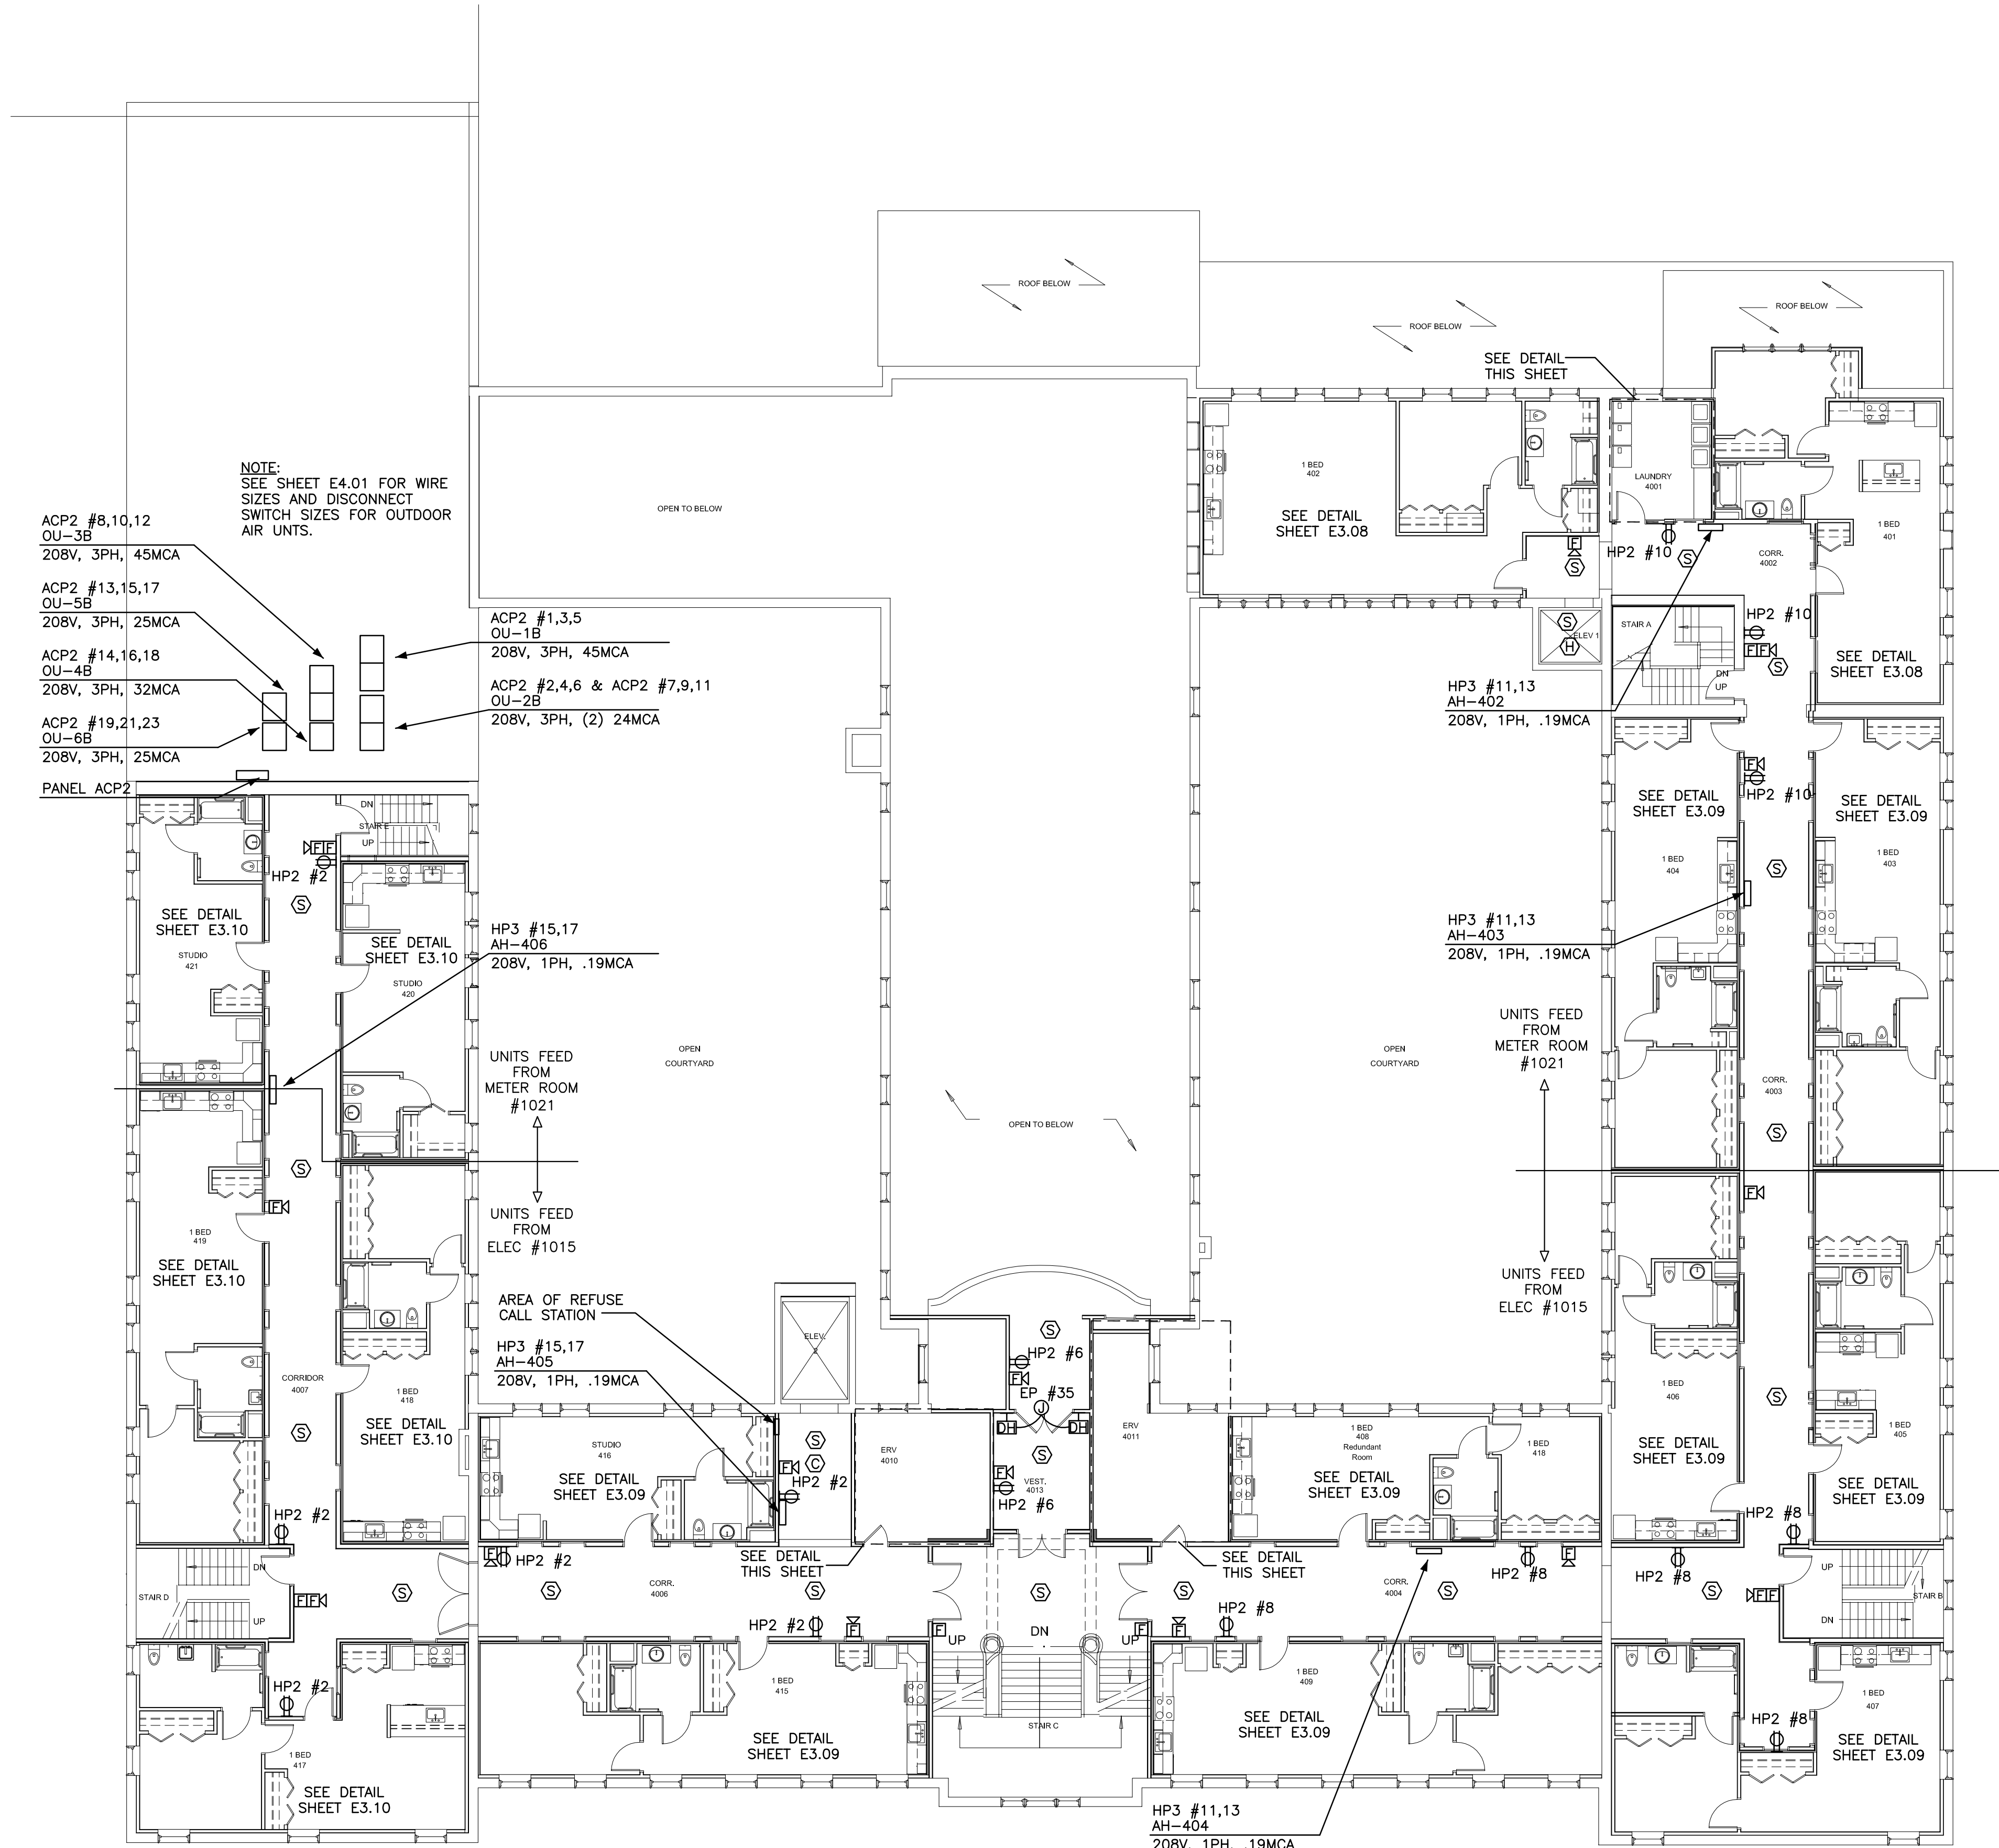 ROOF BELOW
ROOF BELOW
ROOF BELOW
SEE DETAIL
THIS SHEET
NOTE:
SEE SHEET E4.01 FOR WIRE
SIZES AND DISCONNECT
SWITCH SIZES FOR OUTDOOR
AIR UNTS.
ACP2 #8,10,12
OU-3B
208V, 3PH, 45MCA
ACP2 #13,15,17
OU-5B
208V, 3PH, 25MCA
ACP2 #14,16,18
OU-4B
208V, 3PH, 32MCA
ACP2 #19,21,23
OU-6B
208V, 3PH, 25MCA
PANEL ACP2
ACP2 #1,3,5
OU-1B
208V, 3PH, 45MCA
ACP2 #2,4,6 & ACP2 #7,9,11
OU-2B
208V, 3PH, (2) 24MCA
OPEN TO BELOW
1 BED
402
SEE DETAIL
SHEET E3.08
F
S
LAUNDRY
4001
HP2 #10
S
CORR.
4002
1 BED
401
SEE DETAIL
SHEET E3.08
S
H
ELEV 1
STAIR A
DN
UP
HP2 #10
F F
S
HP3 #11,13
AH-402
208V, 1PH, .19MCA
F
HP2 #10
SEE DETAIL
SHEET E3.09
1 BED
404
SEE DETAIL
SHEET E3.09
1 BED
403
S
HP3 #11,13
AH-403
208V, 1PH, .19MCA
DN
STAIR E
UP
F F
HP2 #2
S
SEE DETAIL
SHEET E3.10
STUDIO
421
SEE DETAIL
SHEET E3.10
STUDIO
420
HP3 #15,17
AH-406
208V, 1PH, .19MCA
UNITS FEED
FROM
METER ROOM
#1021
UNITS FEED
FROM
ELEC #1015
OPEN
COURTYARD
OPEN TO BELOW
OPEN
COURTYARD
UNITS FEED
FROM
METER ROOM
#1021
UNITS FEED
FROM
ELEC #1015
CORR.
4003
S
F
S
F
1 BED
419
SEE DETAIL
SHEET E3.10
CORRIDOR
4007
S
1 BED
418
SEE DETAIL
SHEET E3.10
AREA OF REFUSE
CALL STATION
HP3 #15,17
AH-405
208V, 1PH, .19MCA
ELEV.
2
S
HP2 #6
F
EP #35
J
DH
DH
S
F
VEST.
4013
HP2 #6
STUDIO
416
SEE DETAIL
SHEET E3.09
S
C
F
HP2 #2
ERV
4010
ERV
4011
1 BED
408
Redundant
Room
SEE DETAIL
SHEET E3.09
1 BED
418
1 BED
406
SEE DETAIL
SHEET E3.09
S
1 BED
405
SEE DETAIL
SHEET E3.09
HP2 #2
STAIR D
DN
UP
F F
S
F
HP2 #2
S
CORR.
4006
SEE DETAIL
THIS SHEET
S
HP2 #2
F
F
S
UP
DN
UP
F
S
SEE DETAIL
THIS SHEET
F
HP2 #8
CORR.
4004
S
HP2 #8
F
HP2 #8
HP2 #8
S
F F
UP
DN
STAIR B
HP2 #2
1 BED
417
SEE DETAIL
SHEET E3.10
1 BED
415
SEE DETAIL
SHEET E3.09
STAIR C
1 BED
409
SEE DETAIL
SHEET E3.09
HP2 #8
1 BED
407
SEE DETAIL
SHEET E3.09
HP3 #11,13
AH-404
208V, 1PH, .19MCA